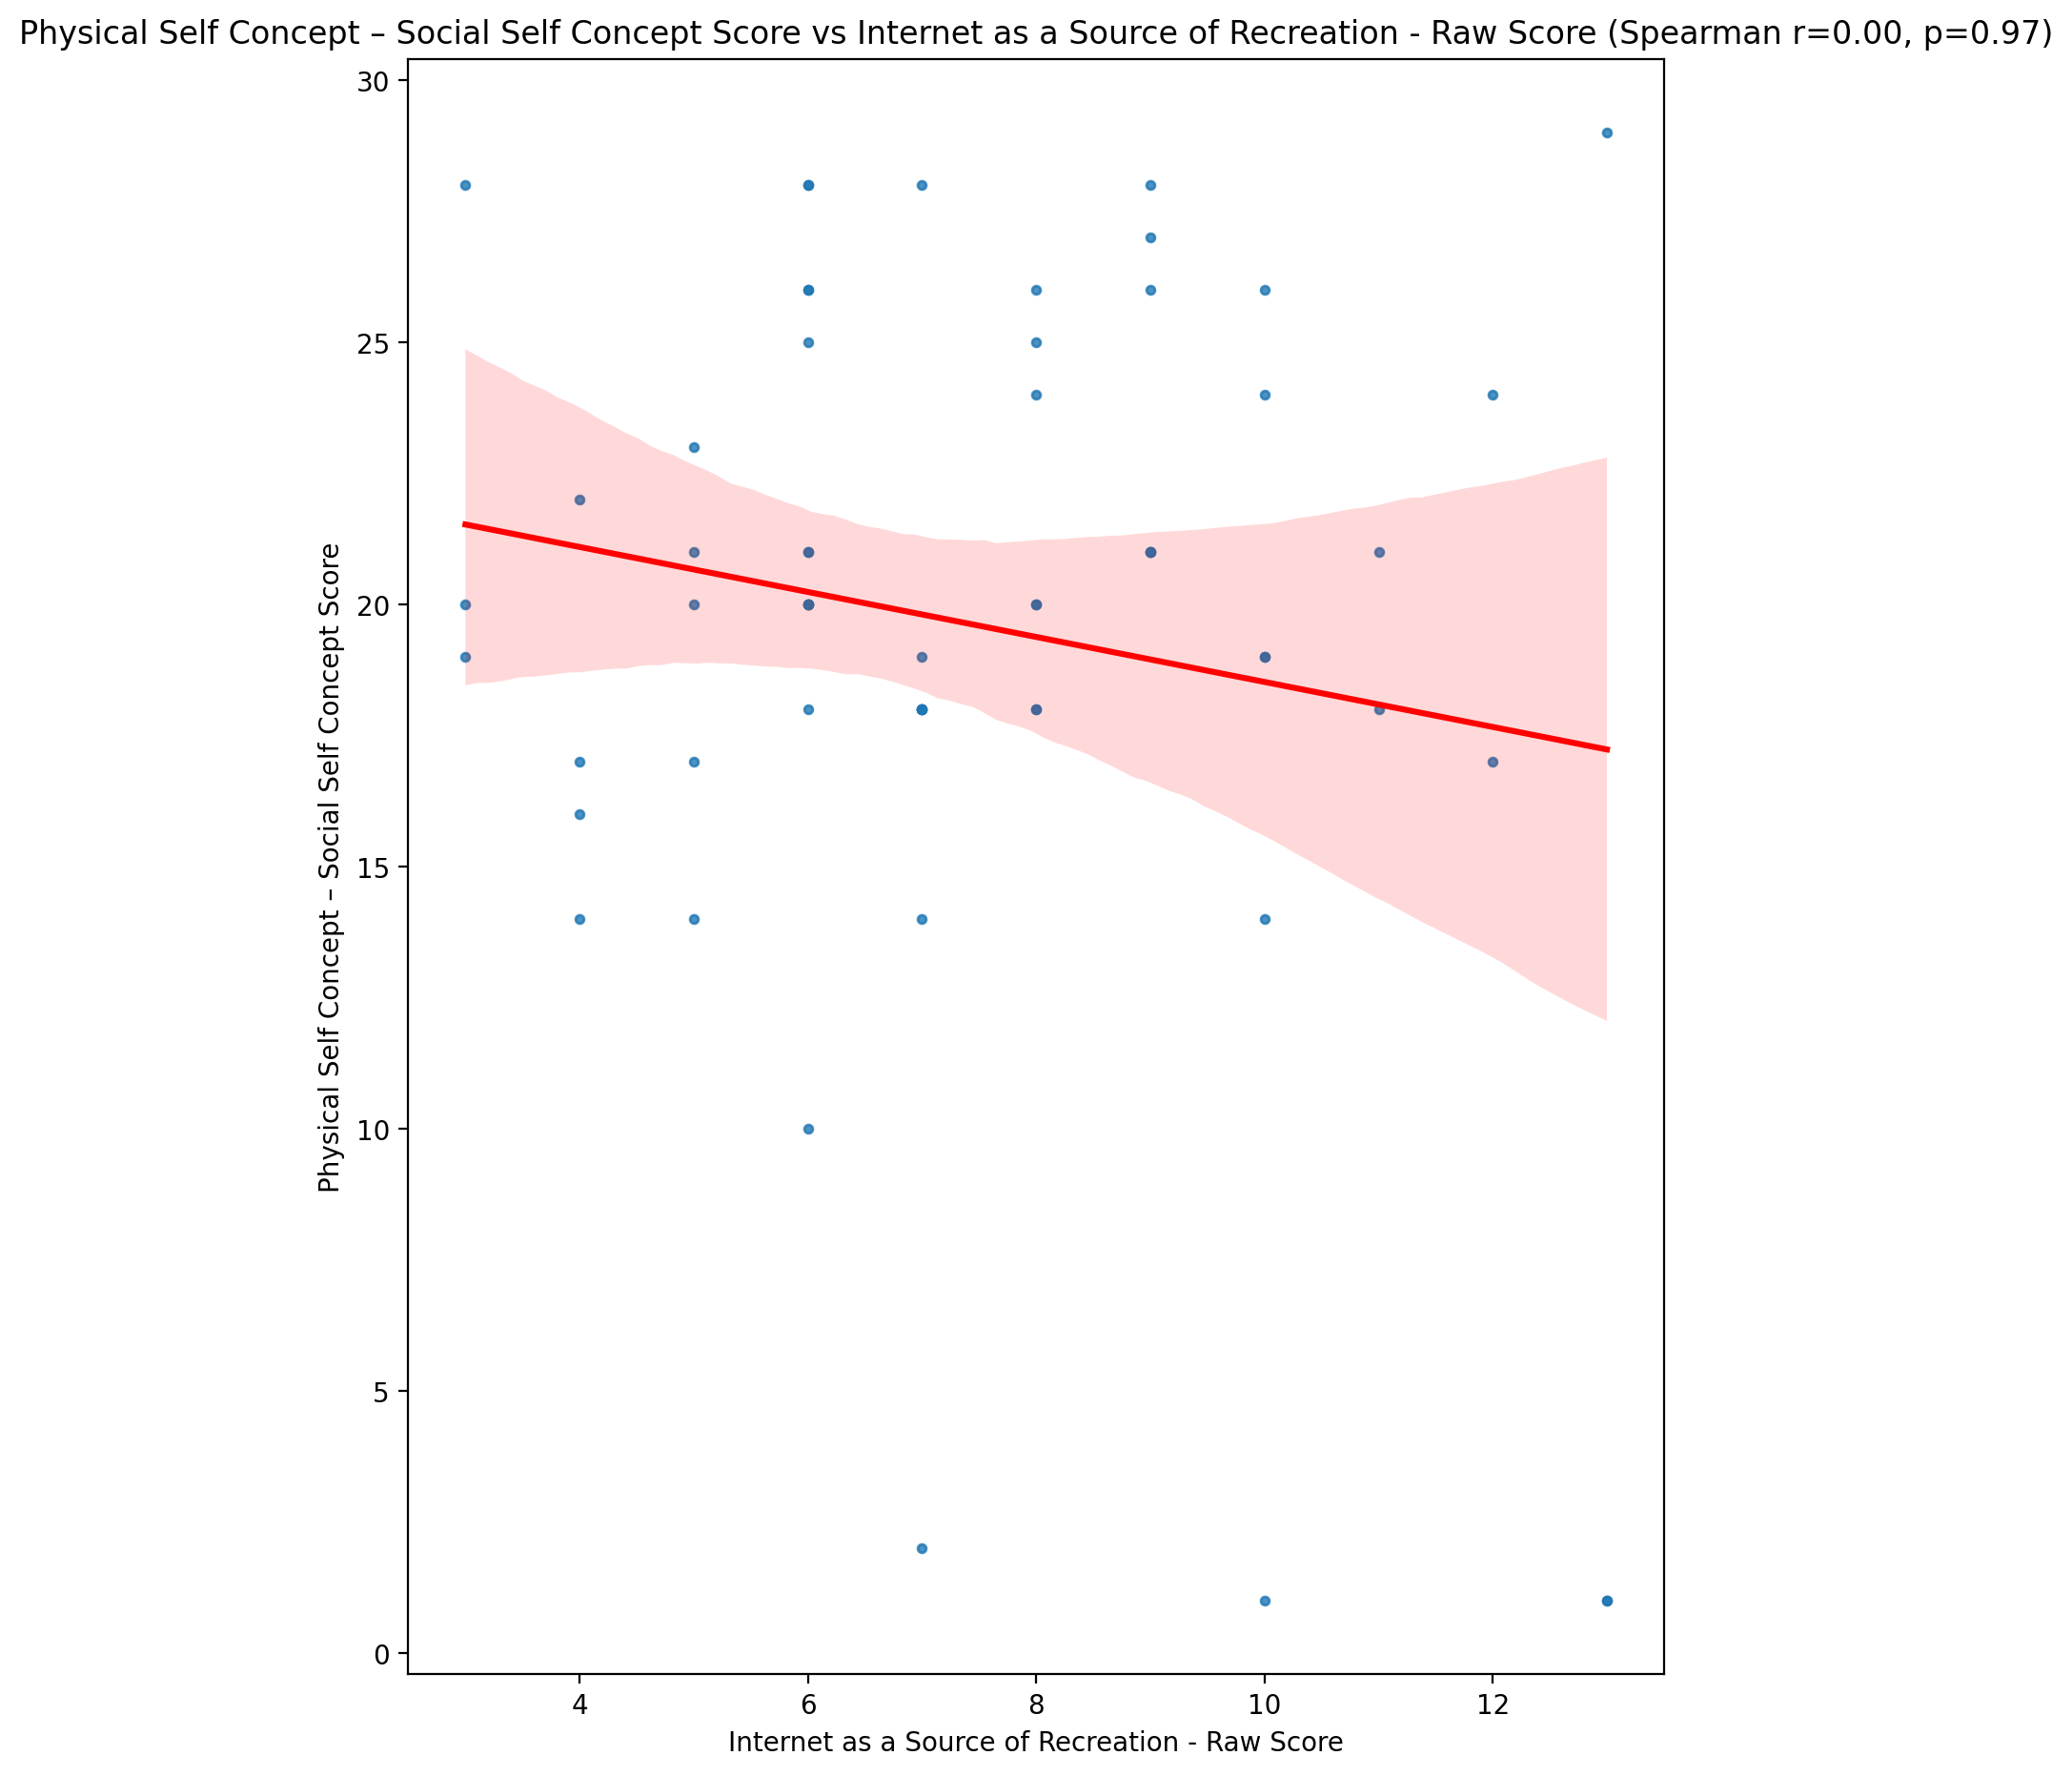 Physical Self Concept – Social Self Concept Score vs Internet as a Source of Recreation - Raw Score (Spearman r=0.00, p=0.97)
30
25
20
15
10
5
0
Physical Self Concept – Social Self Concept Score
4 6 8 10 12
Internet as a Source of Recreation - Raw Score